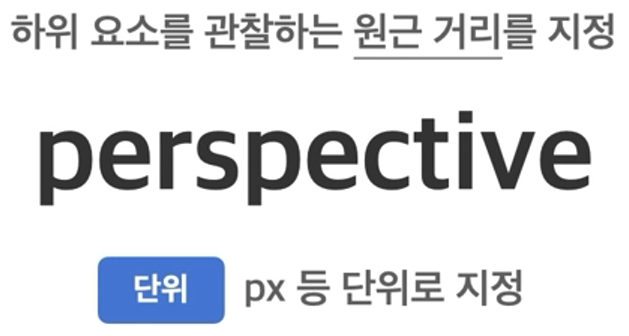 하위 요소를 관찰하는 원근 거리를 지정
perspective
단위 px 등 단위로 지정